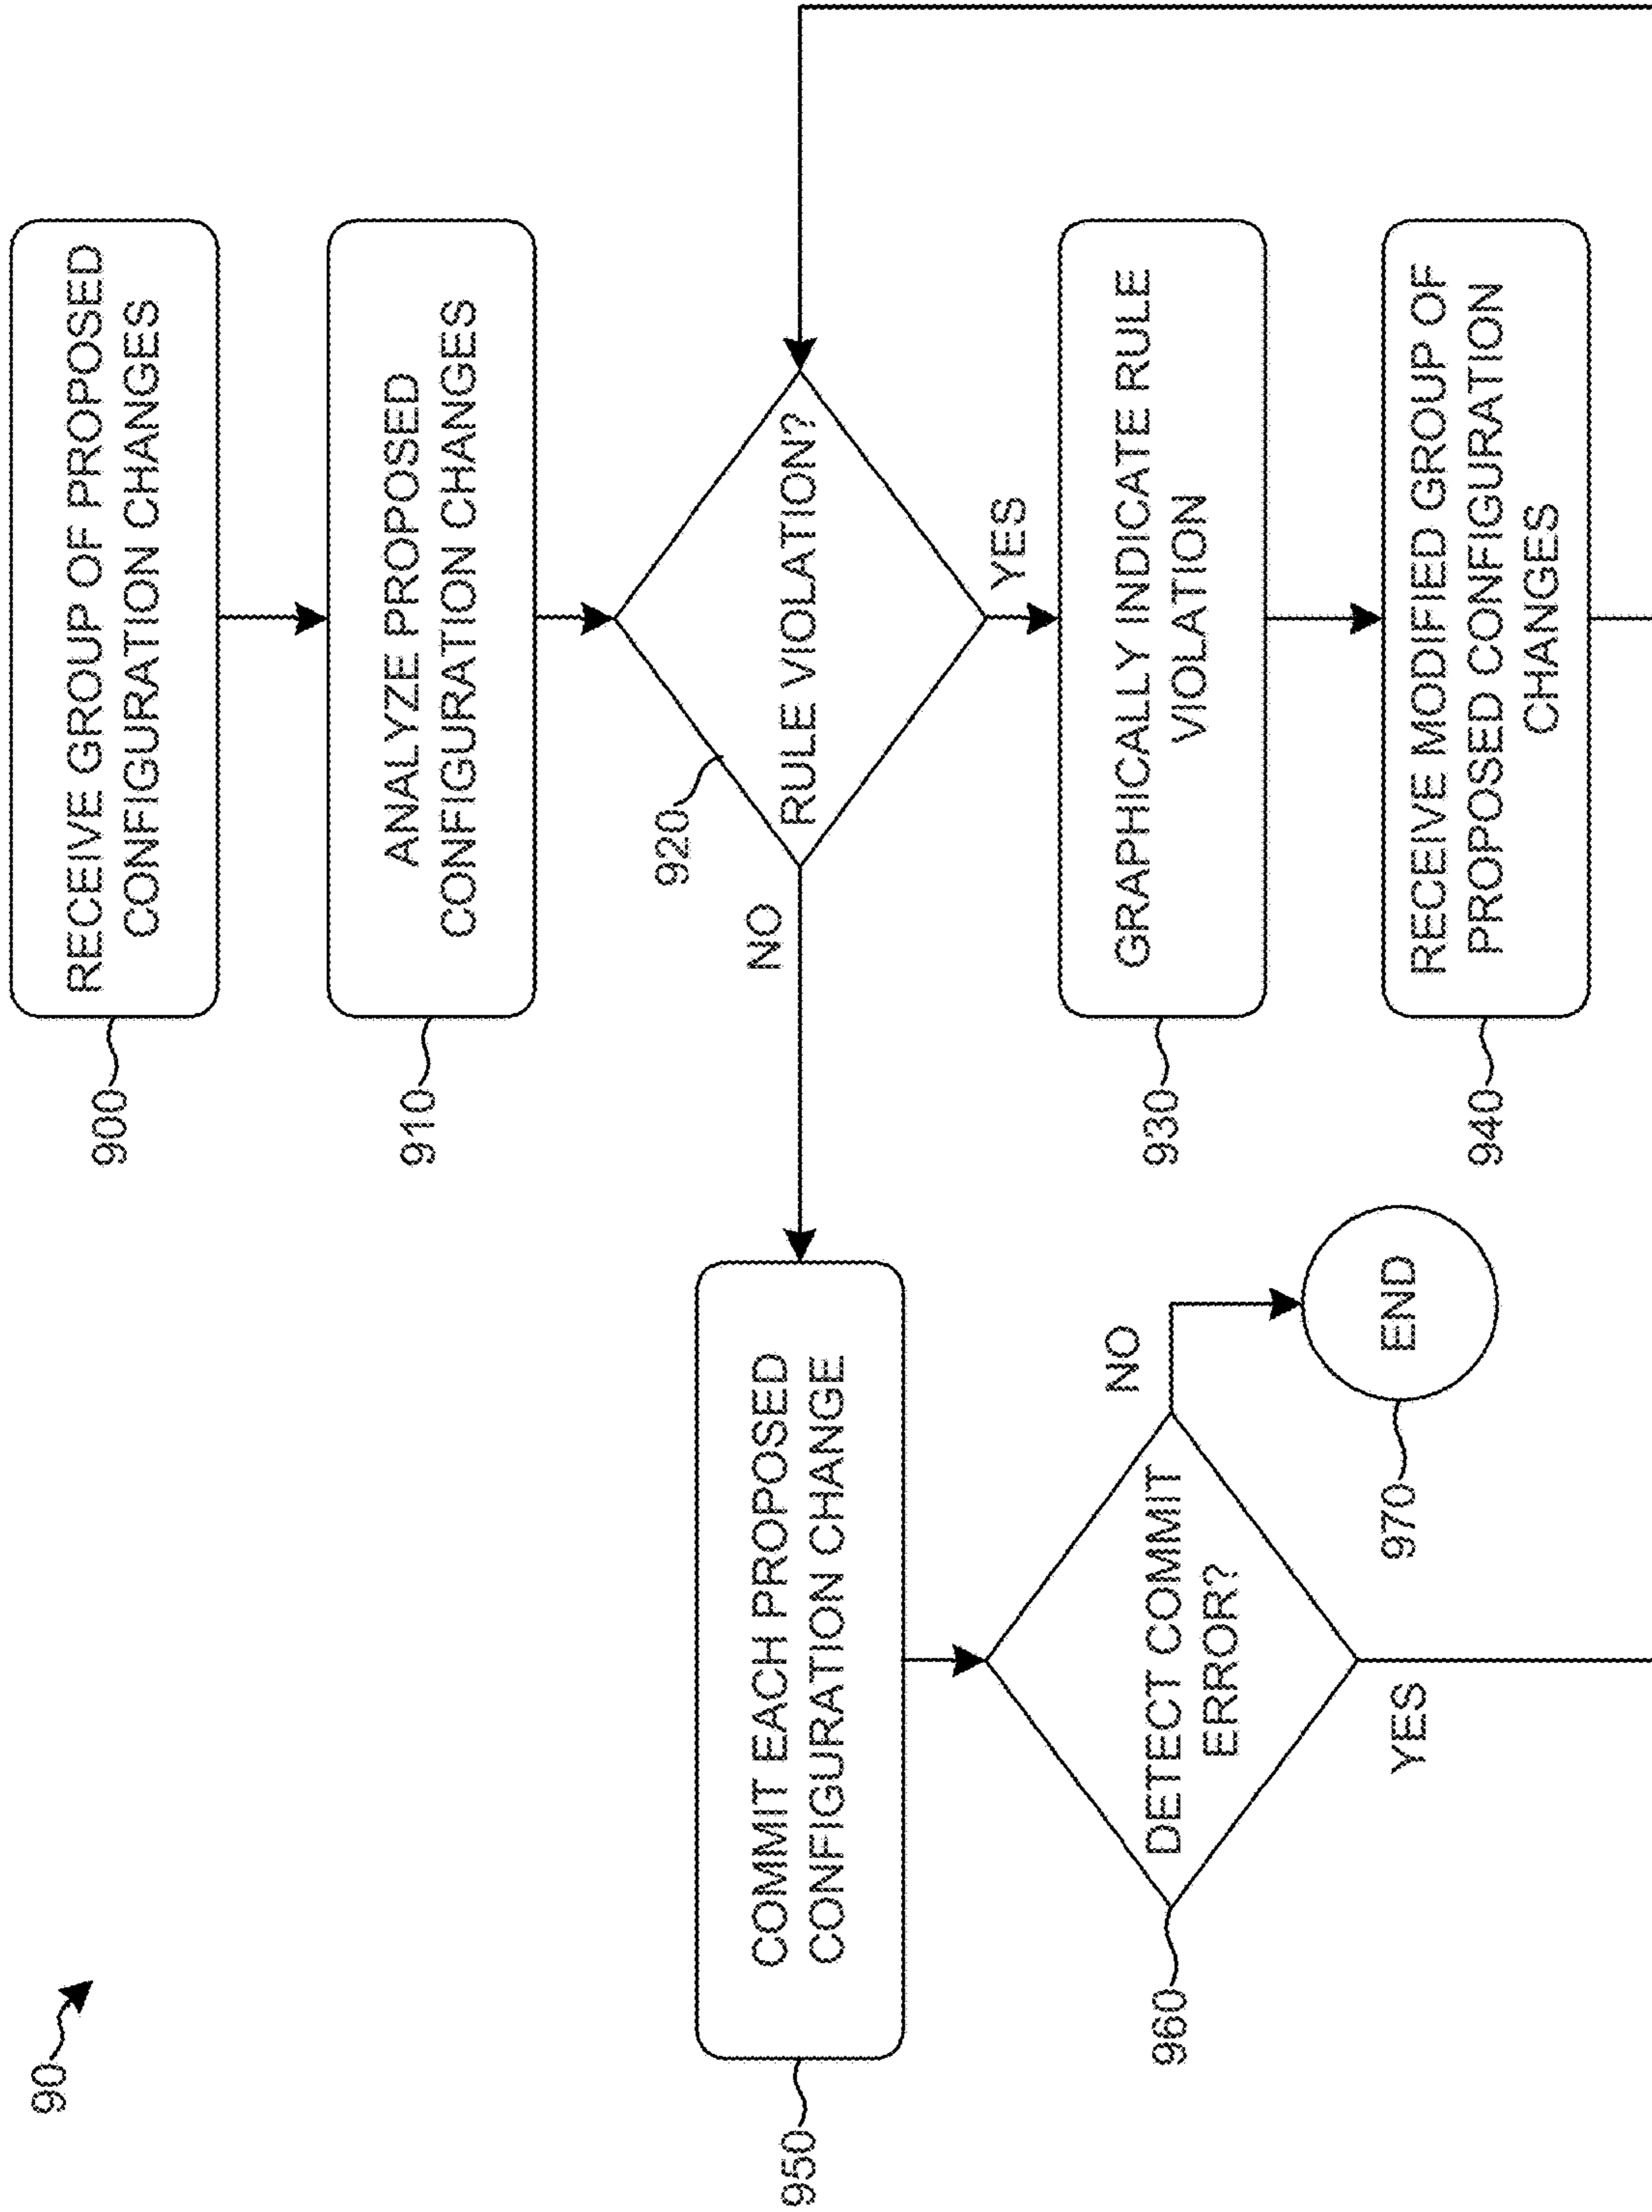 90
900
RECEIVE GROUP OF PROPOSED
CONFIGURATION CHANGES
910
ANALYZE PROPOSED
CONFIGURATION CHANGES
920
RULE VIOLATION?
NO
YES
930
GRAPHICALLY INDICATE RULE
VIOLATION
940
RECEIVE MODIFIED GROUP OF
PROPOSED CONFIGURATION
CHANGES
950
COMMIT EACH PROPOSED
CONFIGURATION CHANGE
960
DETECT COMMIT
ERROR?
NO
YES
970
END